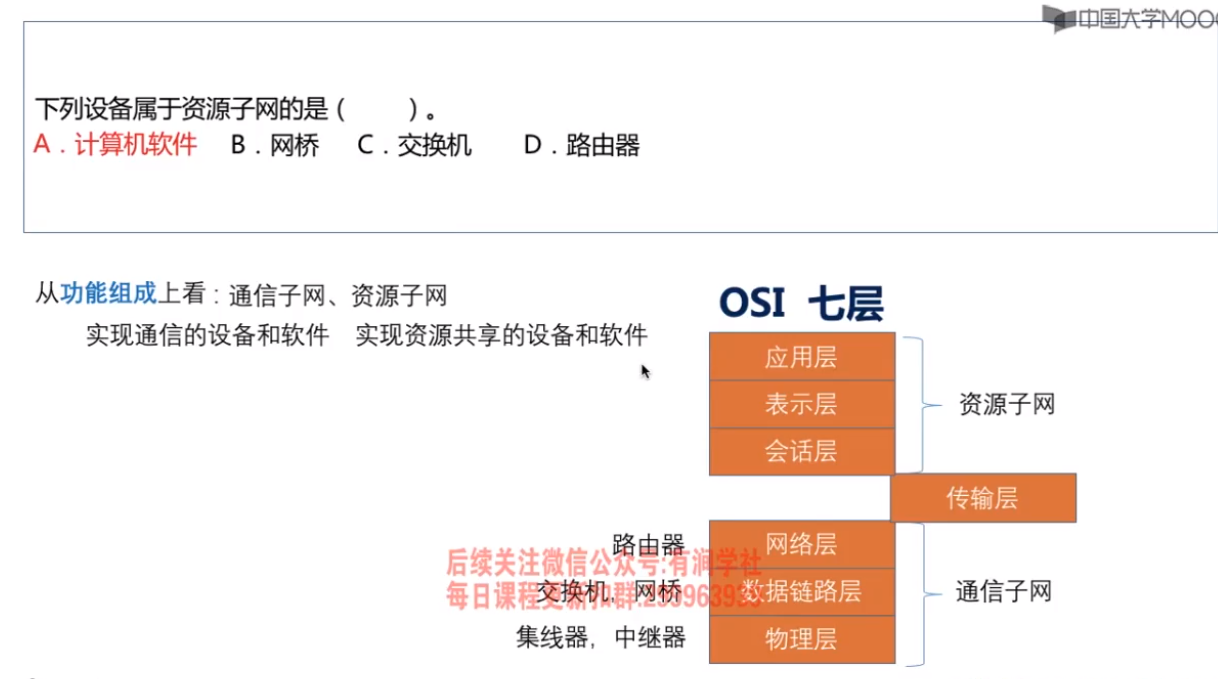 中国大学MOO
下列设备属于资源子网的是（　　）。
A．计算机软件 B．网桥 C．交换机 D．路由器
从功能组成上看：通信子网、资源子网
实现通信的设备和软件 实现资源共享的设备和软件
OSI 七层
应用层
表示层
会话层
资源子网
传输层
路由器 网络层
交换机，网桥 数据链路层
集线器，中继器 物理层
通信子网
后续关注微信公众号:有润学社
每日课程更新扣群: